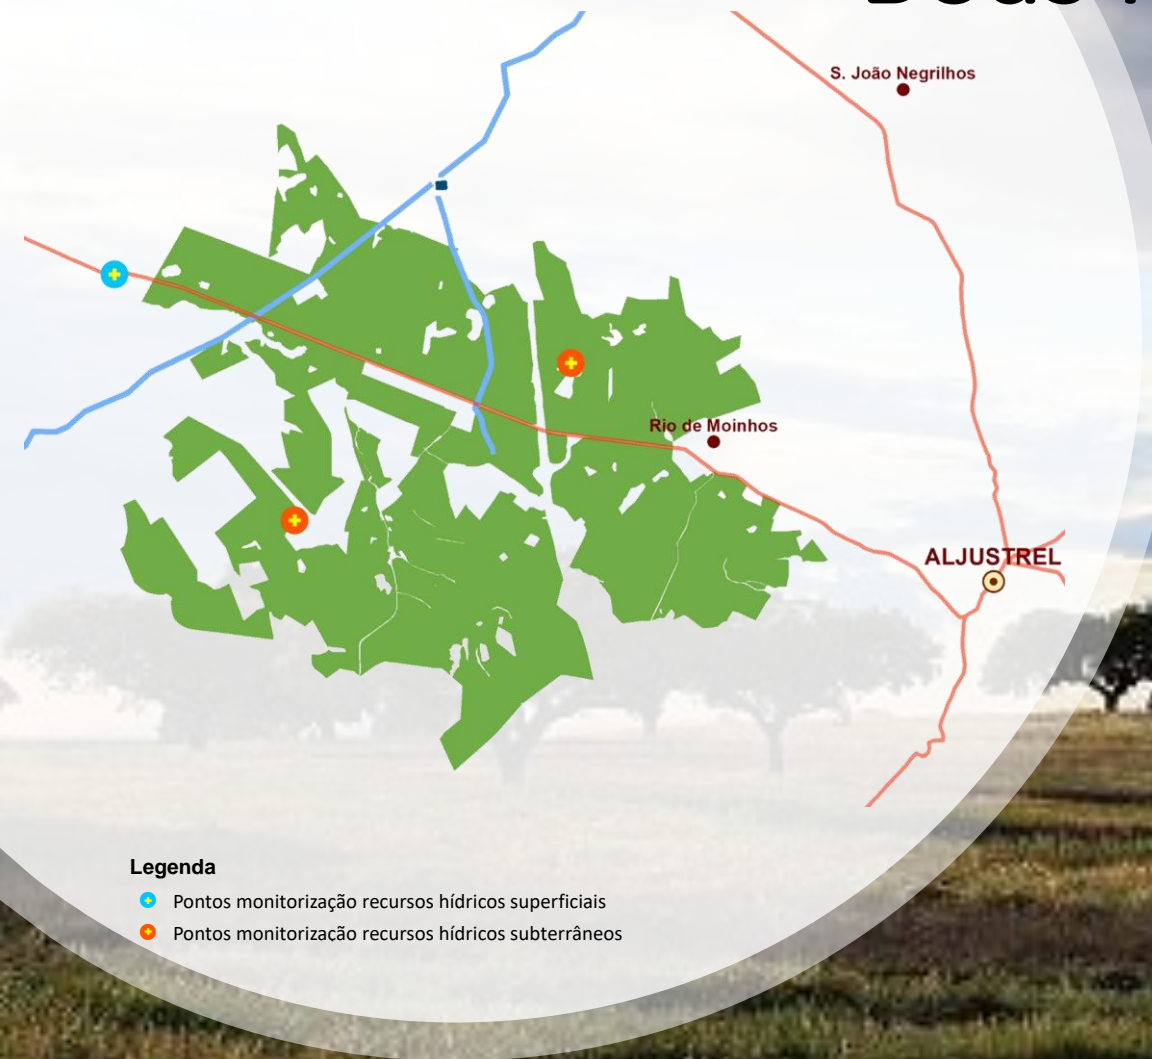 S. João Negrilhos
Rio de Moinhos
ALJUSTREL
Legenda
Pontos monitorização recursos hídricos superficiais
Pontos monitorização recursos hídricos subterrâneos